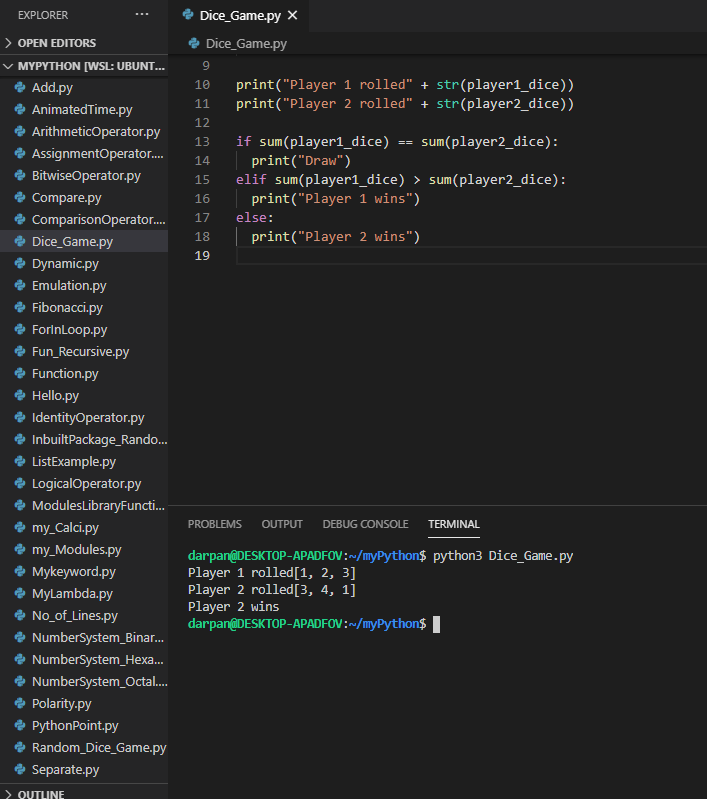 EXPLORER ...
OPEN EDITORS
MYPYTHON [WSL: UBUNT...
Add.py
AnimatedTime.py
ArithmeticOperator.py
AssignmentOperator....
BitwiseOperator.py
Compare.py
ComparisonOperator....
Dice_Game.py
Dynamic.py
Emulation.py
Fibonacci.py
ForInLoop.py
Fun_Recursive.py
Function.py
Hello.py
IdentityOperator.py
InbuiltPackage_Rando...
ListExample.py
LogicalOperator.py
ModulesLibraryFuncti...
my_Calci.py
my_Modules.py
Mykeyword.py
MyLambda.py
No_of_Lines.py
NumberSystem_Binar...
NumberSystem_Hexa...
NumberSystem_Octal....
Polarity.py
PythonPoint.py
Random_Dice_Game.py
Separate.py
OUTLINE
Dice_Game.py
Dice_Game.py
9
10 print("Player 1 rolled" + str(player1_dice))
11 print("Player 2 rolled" + str(player2_dice))
12
13 if sum(player1_dice) == sum(player2_dice):
14   print("Draw")
15 elif sum(player1_dice) > sum(player2_dice):
16   print("Player 1 wins")
17 else:
18   print("Player 2 wins")
19
PROBLEMS OUTPUT DEBUG CONSOLE TERMINAL
darpan@DESKTOP-APADFOV:~/myPython$ python3 Dice_Game.py
Player 1 rolled[1, 2, 3]
Player 2 rolled[3, 4, 1]
Player 2 wins
darpan@DESKTOP-APADFOV:~/myPython$